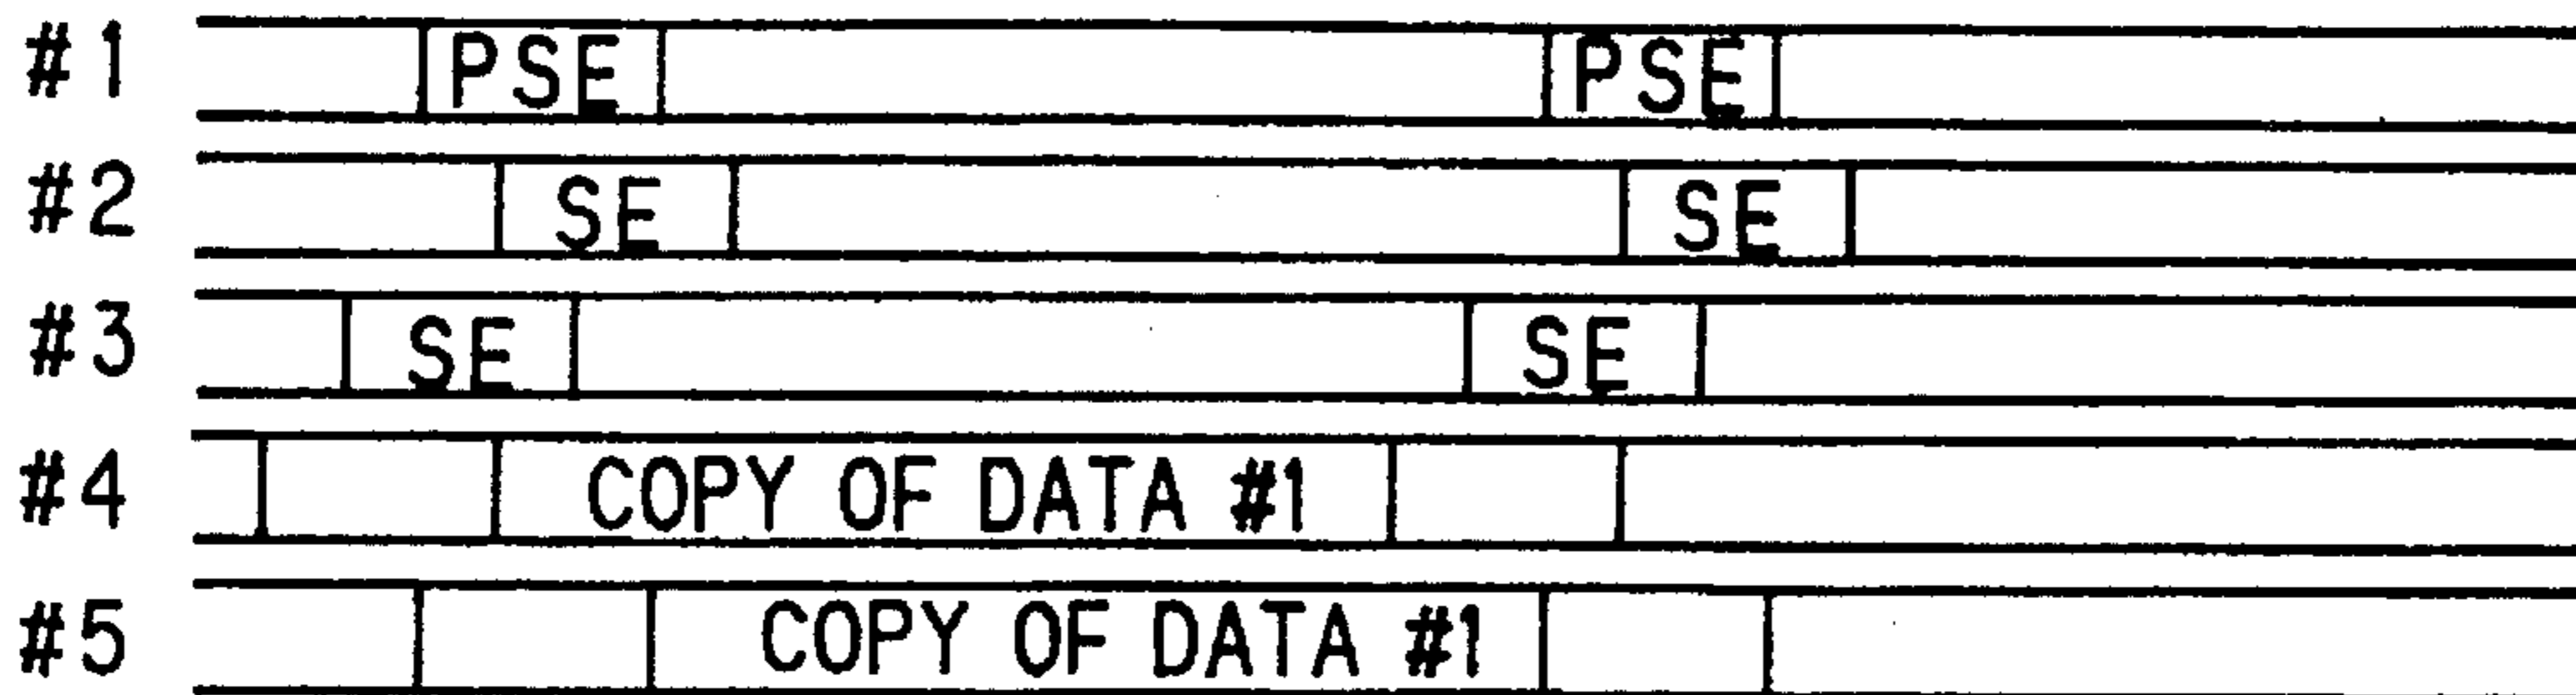 #1 PSE PSE
#2 SE SE
#3 SE SE
#4 COPY OF DATA #1
#5 COPY OF DATA #1